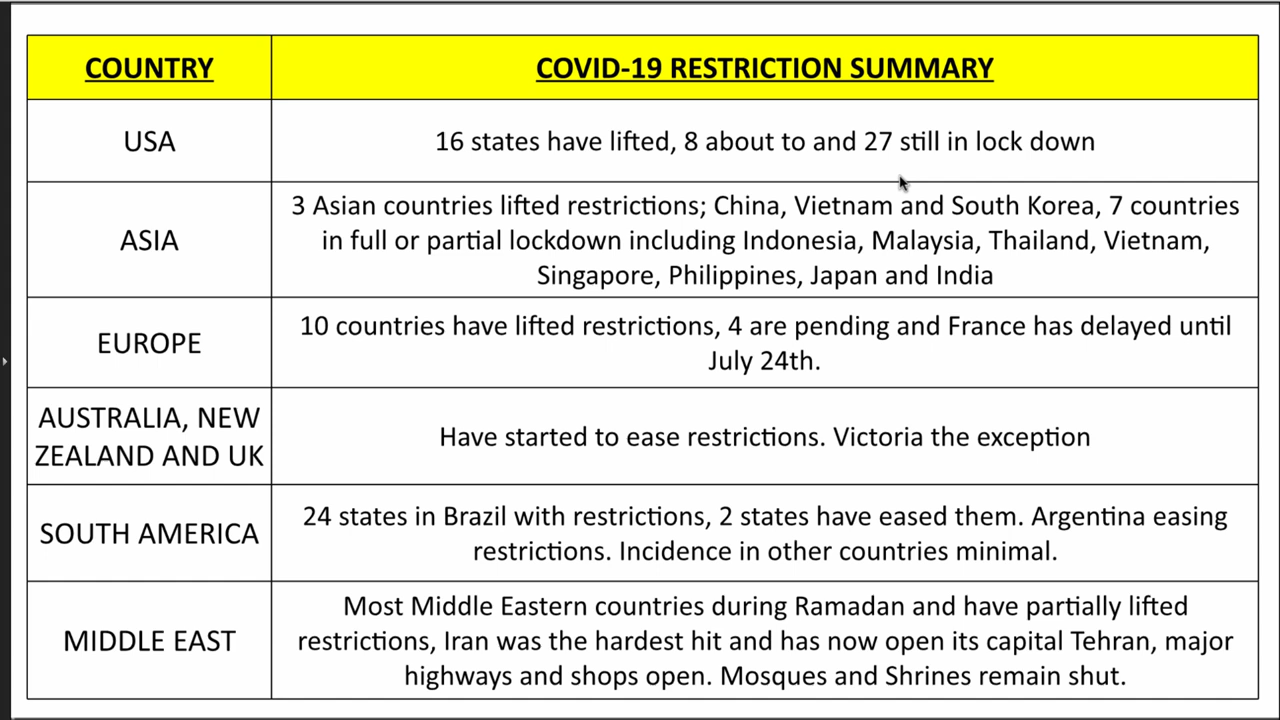 COUNTRY
COVID-19 RESTRICTION SUMMARY
USA
16 states have lifted, 8 about to and 27 still in lock down
ASIA
3 Asian countries lifted restrictions; China, Vietnam and South Korea, 7 countries
in full or partial lockdown including Indonesia, Malaysia, Thailand, Vietnam,
Singapore, Philippines, Japan and India
EUROPE
10 countries have lifted restrictions, 4 are pending and France has delayed until
July 24th.
AUSTRALIA, NEW
ZEALAND AND UK
Have started to ease restrictions. Victoria the exception
SOUTH AMERICA
24 states in Brazil with restrictions, 2 states have eased them. Argentina easing
restrictions. Incidence in other countries minimal.
MIDDLE EAST
Most Middle Eastern countries during Ramadan and have partially lifted
restrictions, Iran was the hardest hit and has now open its capital Tehran, major
highways and shops open. Mosques and Shrines remain shut.